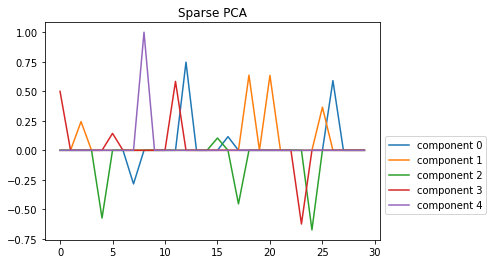 Sparse PCA
1.00
0.75
0.50
0.25
0.00
−0.25
−0.50
−0.75
0 5 10 15 20 25 30
component 0
component 1
component 2
component 3
component 4